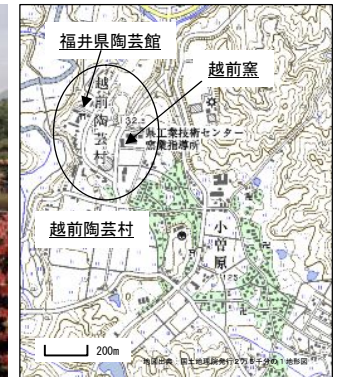 福井県陶芸館
越前窯
越前陶芸村
132
県工業技術センター
窯業指導所
越前陶芸村
小曽原
125
200m
地図出典:国土地理院発行2万5千分の1地形図